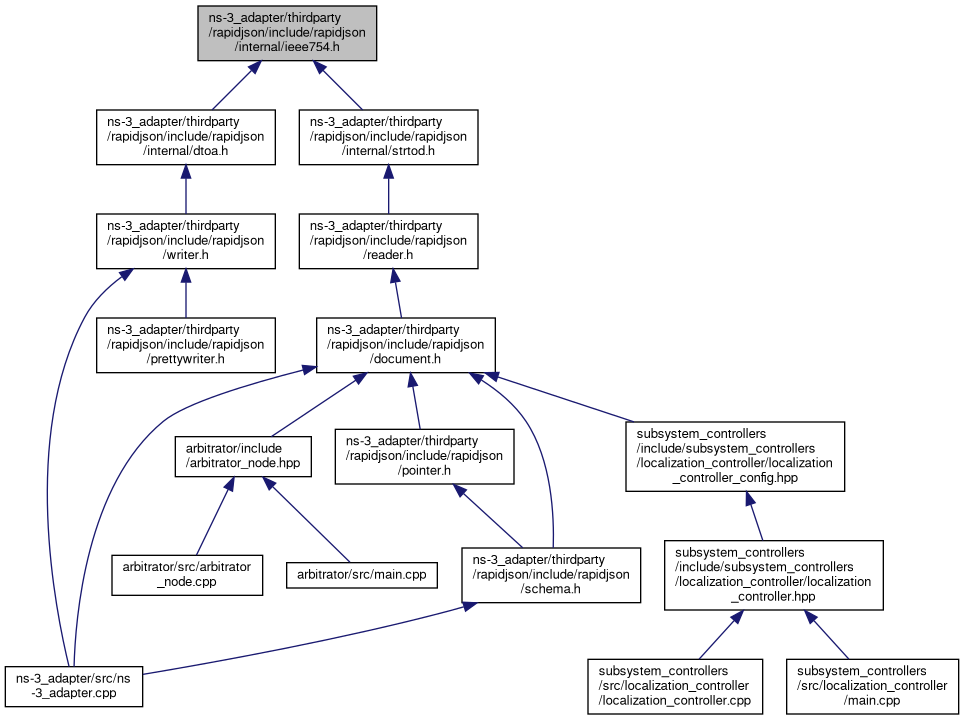 ns-3_adapter/thirdparty
/rapidjson/include/rapidjson
/internal/ieee754.h
ns-3_adapter/thirdparty
/rapidjson/include/rapidjson
/internal/dtoa.h
ns-3_adapter/thirdparty
/rapidjson/include/rapidjson
/internal/strtod.h
ns-3_adapter/thirdparty
/rapidjson/include/rapidjson
/writer.h
ns-3_adapter/thirdparty
/rapidjson/include/rapidjson
/reader.h
ns-3_adapter/thirdparty
/rapidjson/include/rapidjson
/prettywriter.h
ns-3_adapter/thirdparty
/rapidjson/include/rapidjson
/document.h
arbitrator/include
/arbitrator_node.hpp
ns-3_adapter/thirdparty
/rapidjson/include/rapidjson
/pointer.h
subsystem_controllers
/include/subsystem_controllers
/localization_controller/localization
_controller_config.hpp
arbitrator/src/arbitrator
_node.cpp
arbitrator/src/main.cpp
ns-3_adapter/thirdparty
/rapidjson/include/rapidjson
/schema.h
subsystem_controllers
/include/subsystem_controllers
/localization_controller/localization
_controller.hpp
ns-3_adapter/src/ns
-3_adapter.cpp
subsystem_controllers
/src/localization_controller
/localization_controller.cpp
subsystem_controllers
/src/localization_controller
/main.cpp